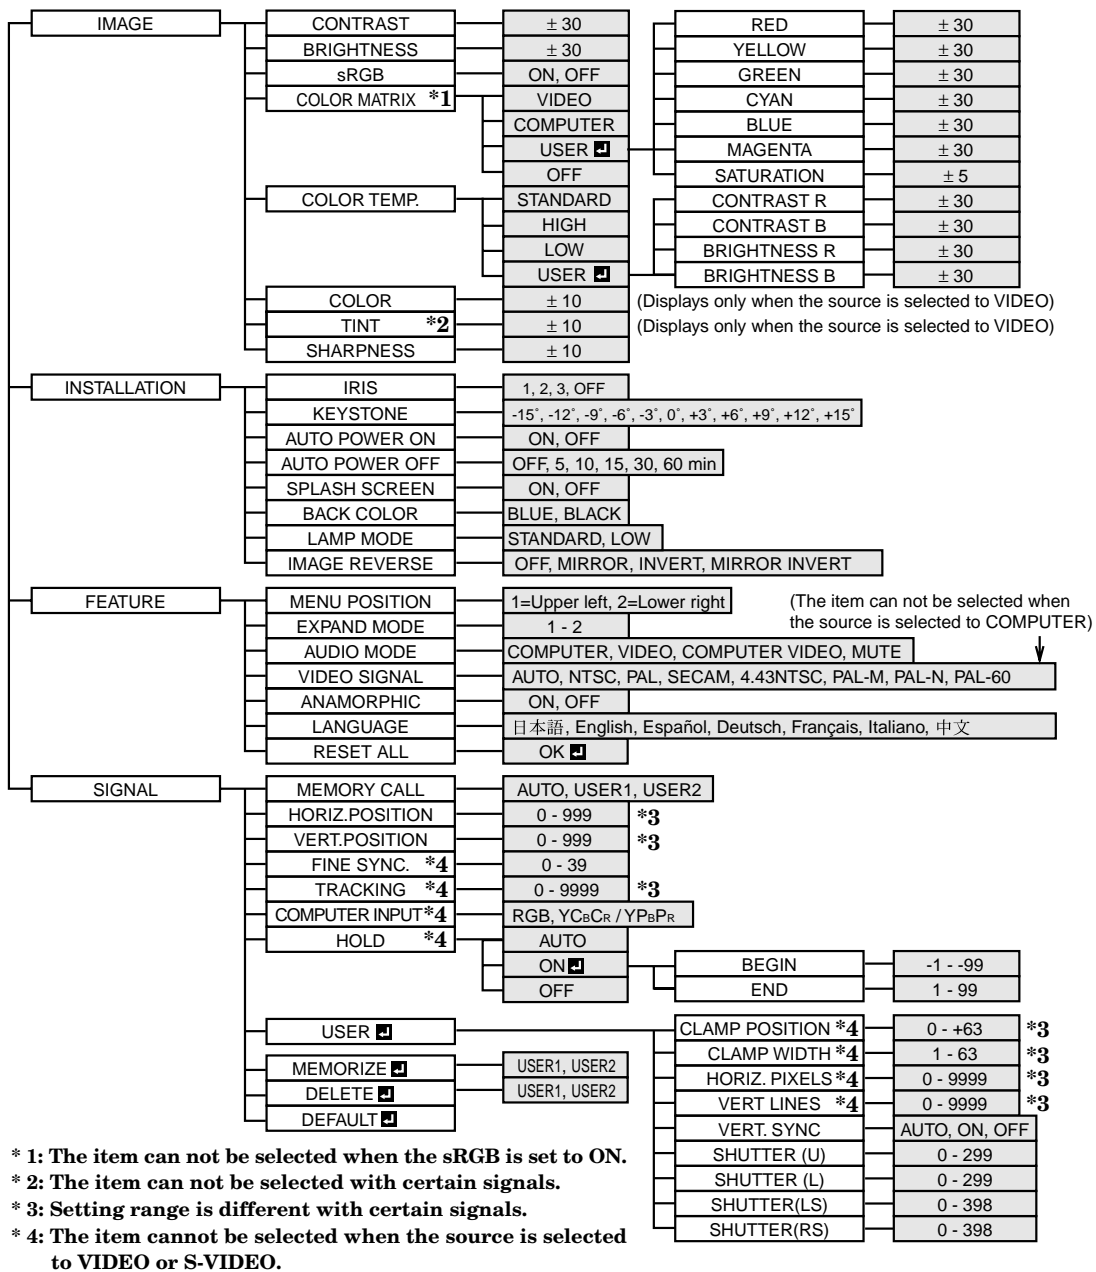 IMAGE
CONTRAST ± 30
BRIGHTNESS ± 30
sRGB ON, OFF
COLOR MATRIX *1 VIDEO
COMPUTER
USER
OFF
RED ± 30
YELLOW ± 30
GREEN ± 30
CYAN ± 30
BLUE ± 30
MAGENTA ± 30
SATURATION ± 5
COLOR TEMP. STANDARD
HIGH
LOW
USER
CONTRAST R ± 30
CONTRAST B ± 30
BRIGHTNESS R ± 30
BRIGHTNESS B ± 30
COLOR ± 10 (Displays only when the source is selected to VIDEO)
TINT *2 ± 10 (Displays only when the source is selected to VIDEO)
SHARPNESS ± 10
INSTALLATION
IRIS 1, 2, 3, OFF
KEYSTONE -15°, -12°, -9°, -6°, -3°, 0°, +3°, +6°, +9°, +12°, +15°
AUTO POWER ON ON, OFF
AUTO POWER OFF OFF, 5, 10, 15, 30, 60 min
SPLASH SCREEN ON, OFF
BACK COLOR BLUE, BLACK
LAMP MODE STANDARD, LOW
IMAGE REVERSE OFF, MIRROR, INVERT, MIRROR INVERT
FEATURE
MENU POSITION 1=Upper left, 2=Lower right
EXPAND MODE 1 - 2
AUDIO MODE COMPUTER, VIDEO, COMPUTER VIDEO, MUTE
(The item can not be selected when
the source is selected to COMPUTER)
VIDEO SIGNAL AUTO, NTSC, PAL, SECAM, 4.43NTSC, PAL-M, PAL-N, PAL-60
ANAMORPHIC ON, OFF
LANGUAGE 日本語, English, Español, Deutsch, Français, Italiano, 中文
RESET ALL OK
SIGNAL
MEMORY CALL AUTO, USER1, USER2
HORIZ.POSITION 0 - 999 *3
VERT.POSITION 0 - 999 *3
FINE SYNC. *4 0 - 39
TRACKING *4 0 - 9999 *3
COMPUTER INPUT*4 RGB, YCBCR / YPBPR
HOLD *4 AUTO
ON
OFF
BEGIN -1 - -99
END 1 - 99
USER
CLAMP POSITION *4 0 - +63 *3
CLAMP WIDTH *4 1 - 63 *3
HORIZ. PIXELS *4 0 - 9999 *3
VERT LINES *4 0 - 9999 *3
VERT. SYNC AUTO, ON, OFF
SHUTTER (U) 0 - 299
SHUTTER (L) 0 - 299
SHUTTER(LS) 0 - 398
SHUTTER(RS) 0 - 398
MEMORIZE USER1, USER2
DELETE USER1, USER2
DEFAULT
* 1: The item can not be selected when the sRGB is set to ON.
* 2: The item can not be selected with certain signals.
* 3: Setting range is different with certain signals.
* 4: The item cannot be selected when the source is selected
to VIDEO or S-VIDEO.